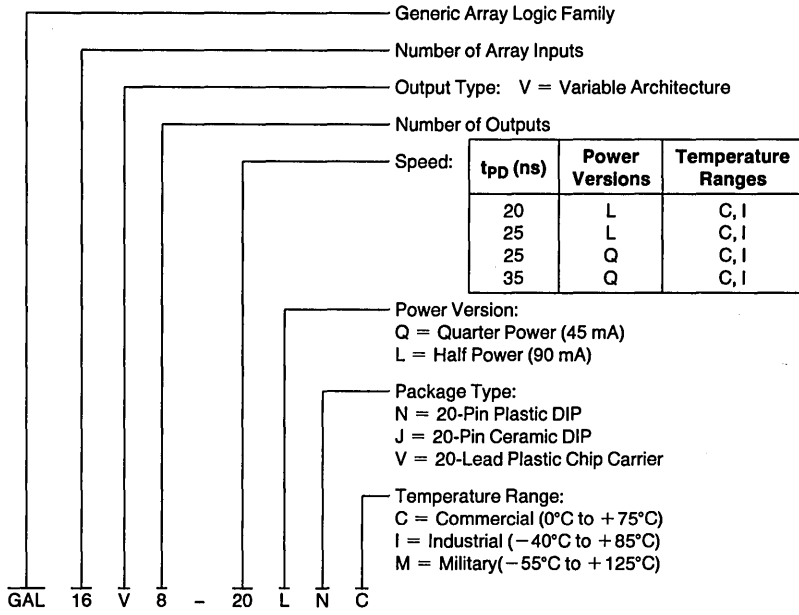 Generic Array Logic Family
Number of Array Inputs
Output Type: V = Variable Architecture
Number of Outputs
Speed:
tPD (ns) Power Versions Temperature Ranges
20 L C, I
25 L C, I
25 Q C, I
35 Q C, I
Power Version:
Q = Quarter Power (45 mA)
L = Half Power (90 mA)
Package Type:
N = 20-Pin Plastic DIP
J = 20-Pin Ceramic DIP
V = 20-Lead Plastic Chip Carrier
Temperature Range:
C = Commercial (0°C to +75°C)
I = Industrial (−40°C to +85°C)
M = Military(−55°C to +125°C)
GAL 16 V 8 – 20 L N C